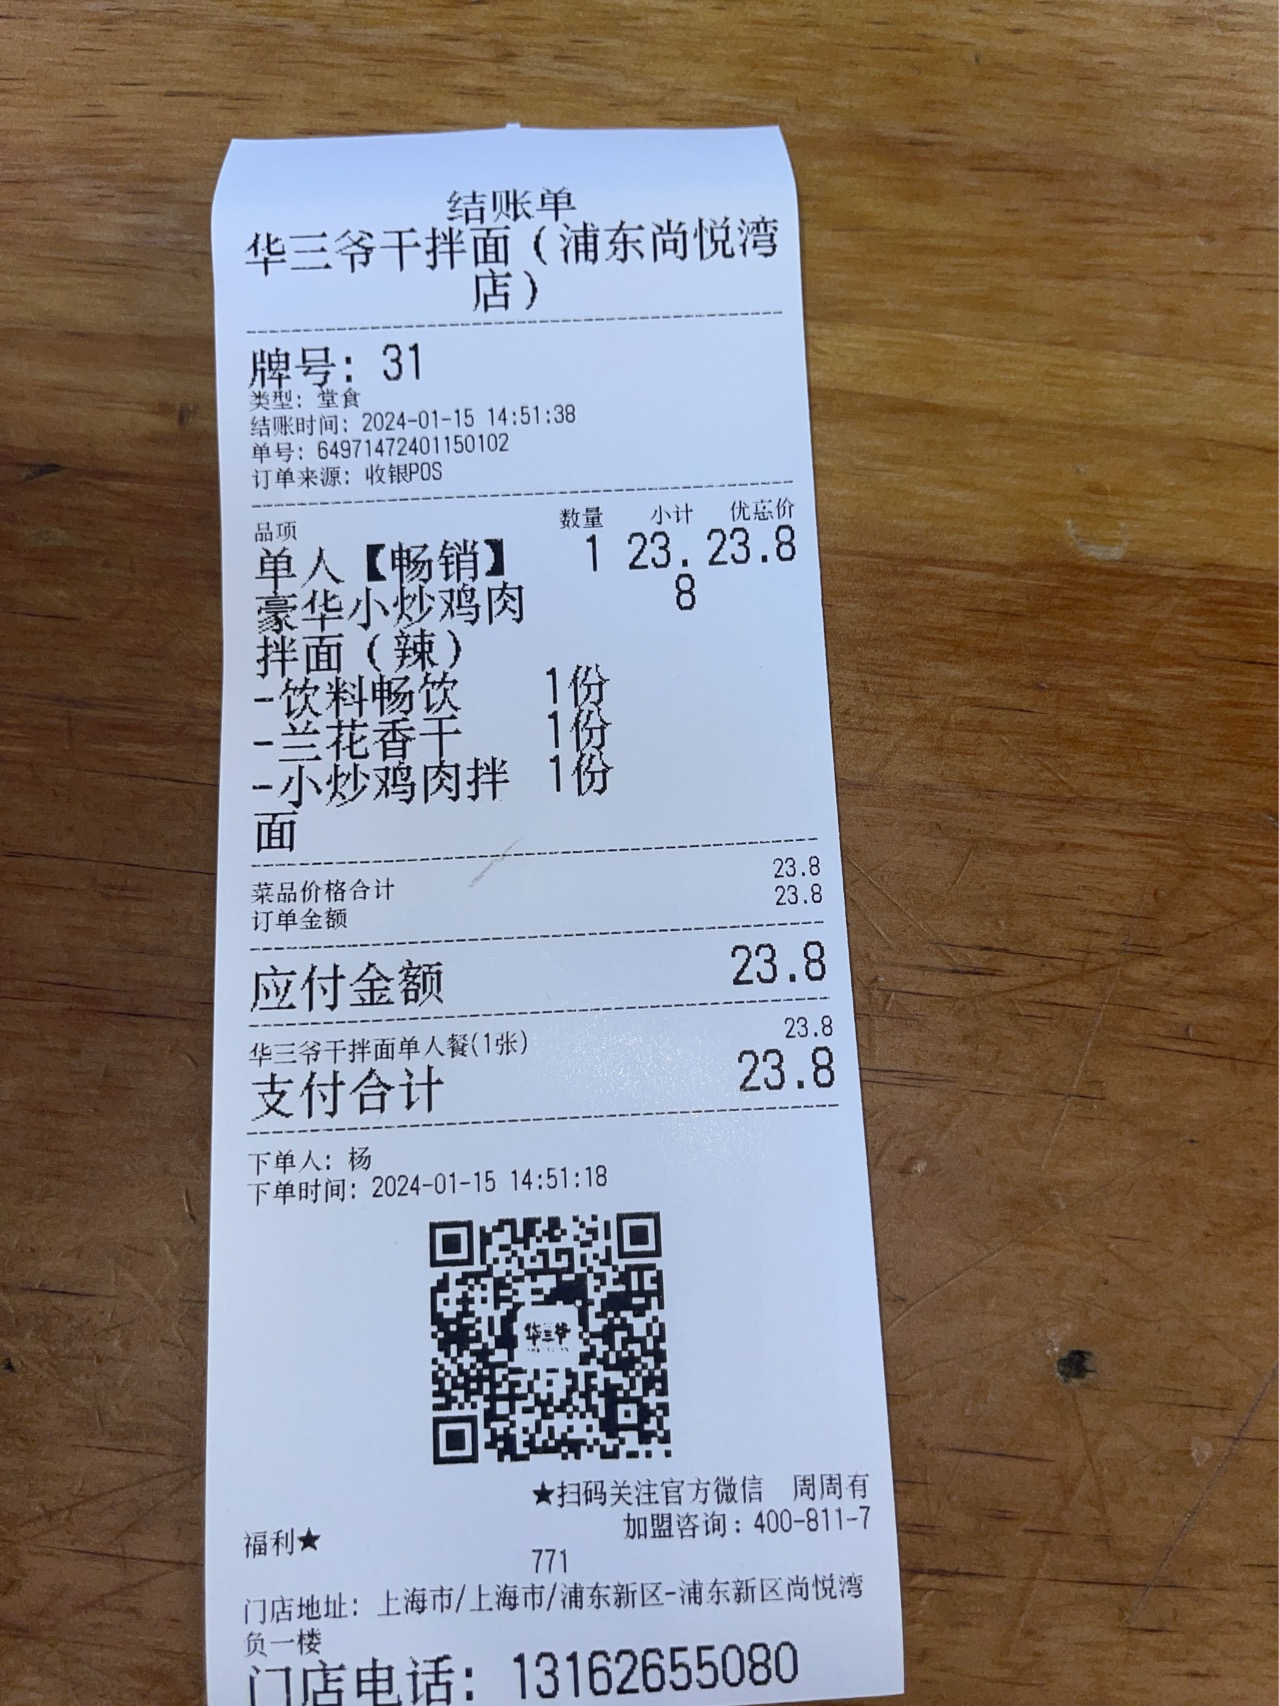 结账单
华三爷干拌面（浦东尚悦湾
店）
牌号：31
类型：堂食
结账时间：2024-01-15 14:51:38
单号：64971472401150102
订单来源：收银POS
品项 数量 小计 优惠价
单人【畅销】 1 23. 23.8
豪华小炒鸡肉 8
拌面（辣）
-饮料畅饮 1份
-兰花香干 1份
-小炒鸡肉拌 1份
面
菜品价格合计 23.8
订单金额 23.8
应付金额 23.8
华三爷干拌面单人餐(1张) 23.8
支付合计 23.8
下单人：杨
下单时间：2024-01-15 14:51:18
华三爷
★扫码关注官方微信 周周有
福利★ 加盟咨询：400-811-7
771
门店地址：上海市/上海市/浦东新区-浦东新区尚悦湾
负一楼
门店电话：13162655080